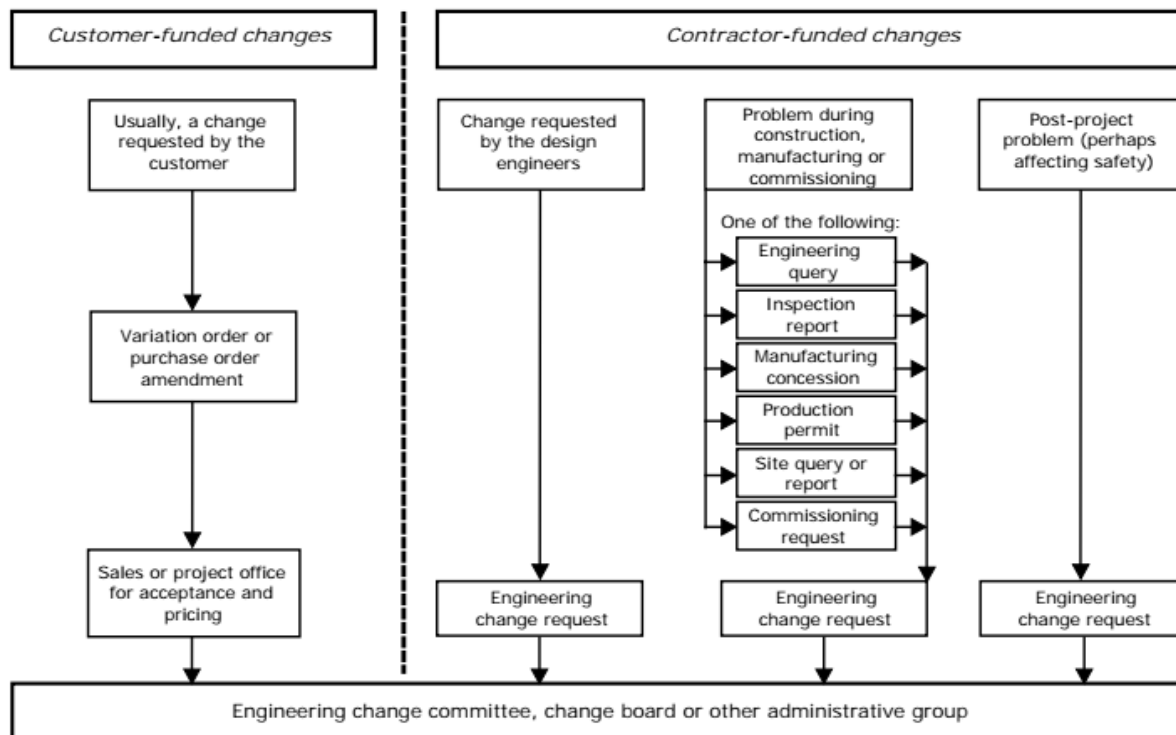 Customer-funded changes
Contractor-funded changes
Usually, a change
requested by the
customer
Variation order or
purchase order
amendment
Sales or project office
for acceptance and
pricing
Change requested
by the design
engineers
Engineering
change request
Problem during
construction,
manufacturing or
commissioning
One of the following:
Engineering
query
Inspection
report
Manufacturing
concession
Production
permit
Site query or
report
Commissioning
request
Engineering
change request
Post-project
problem (perhaps
affecting safety)
Engineering
change request
Engineering change committee, change board or other administrative group